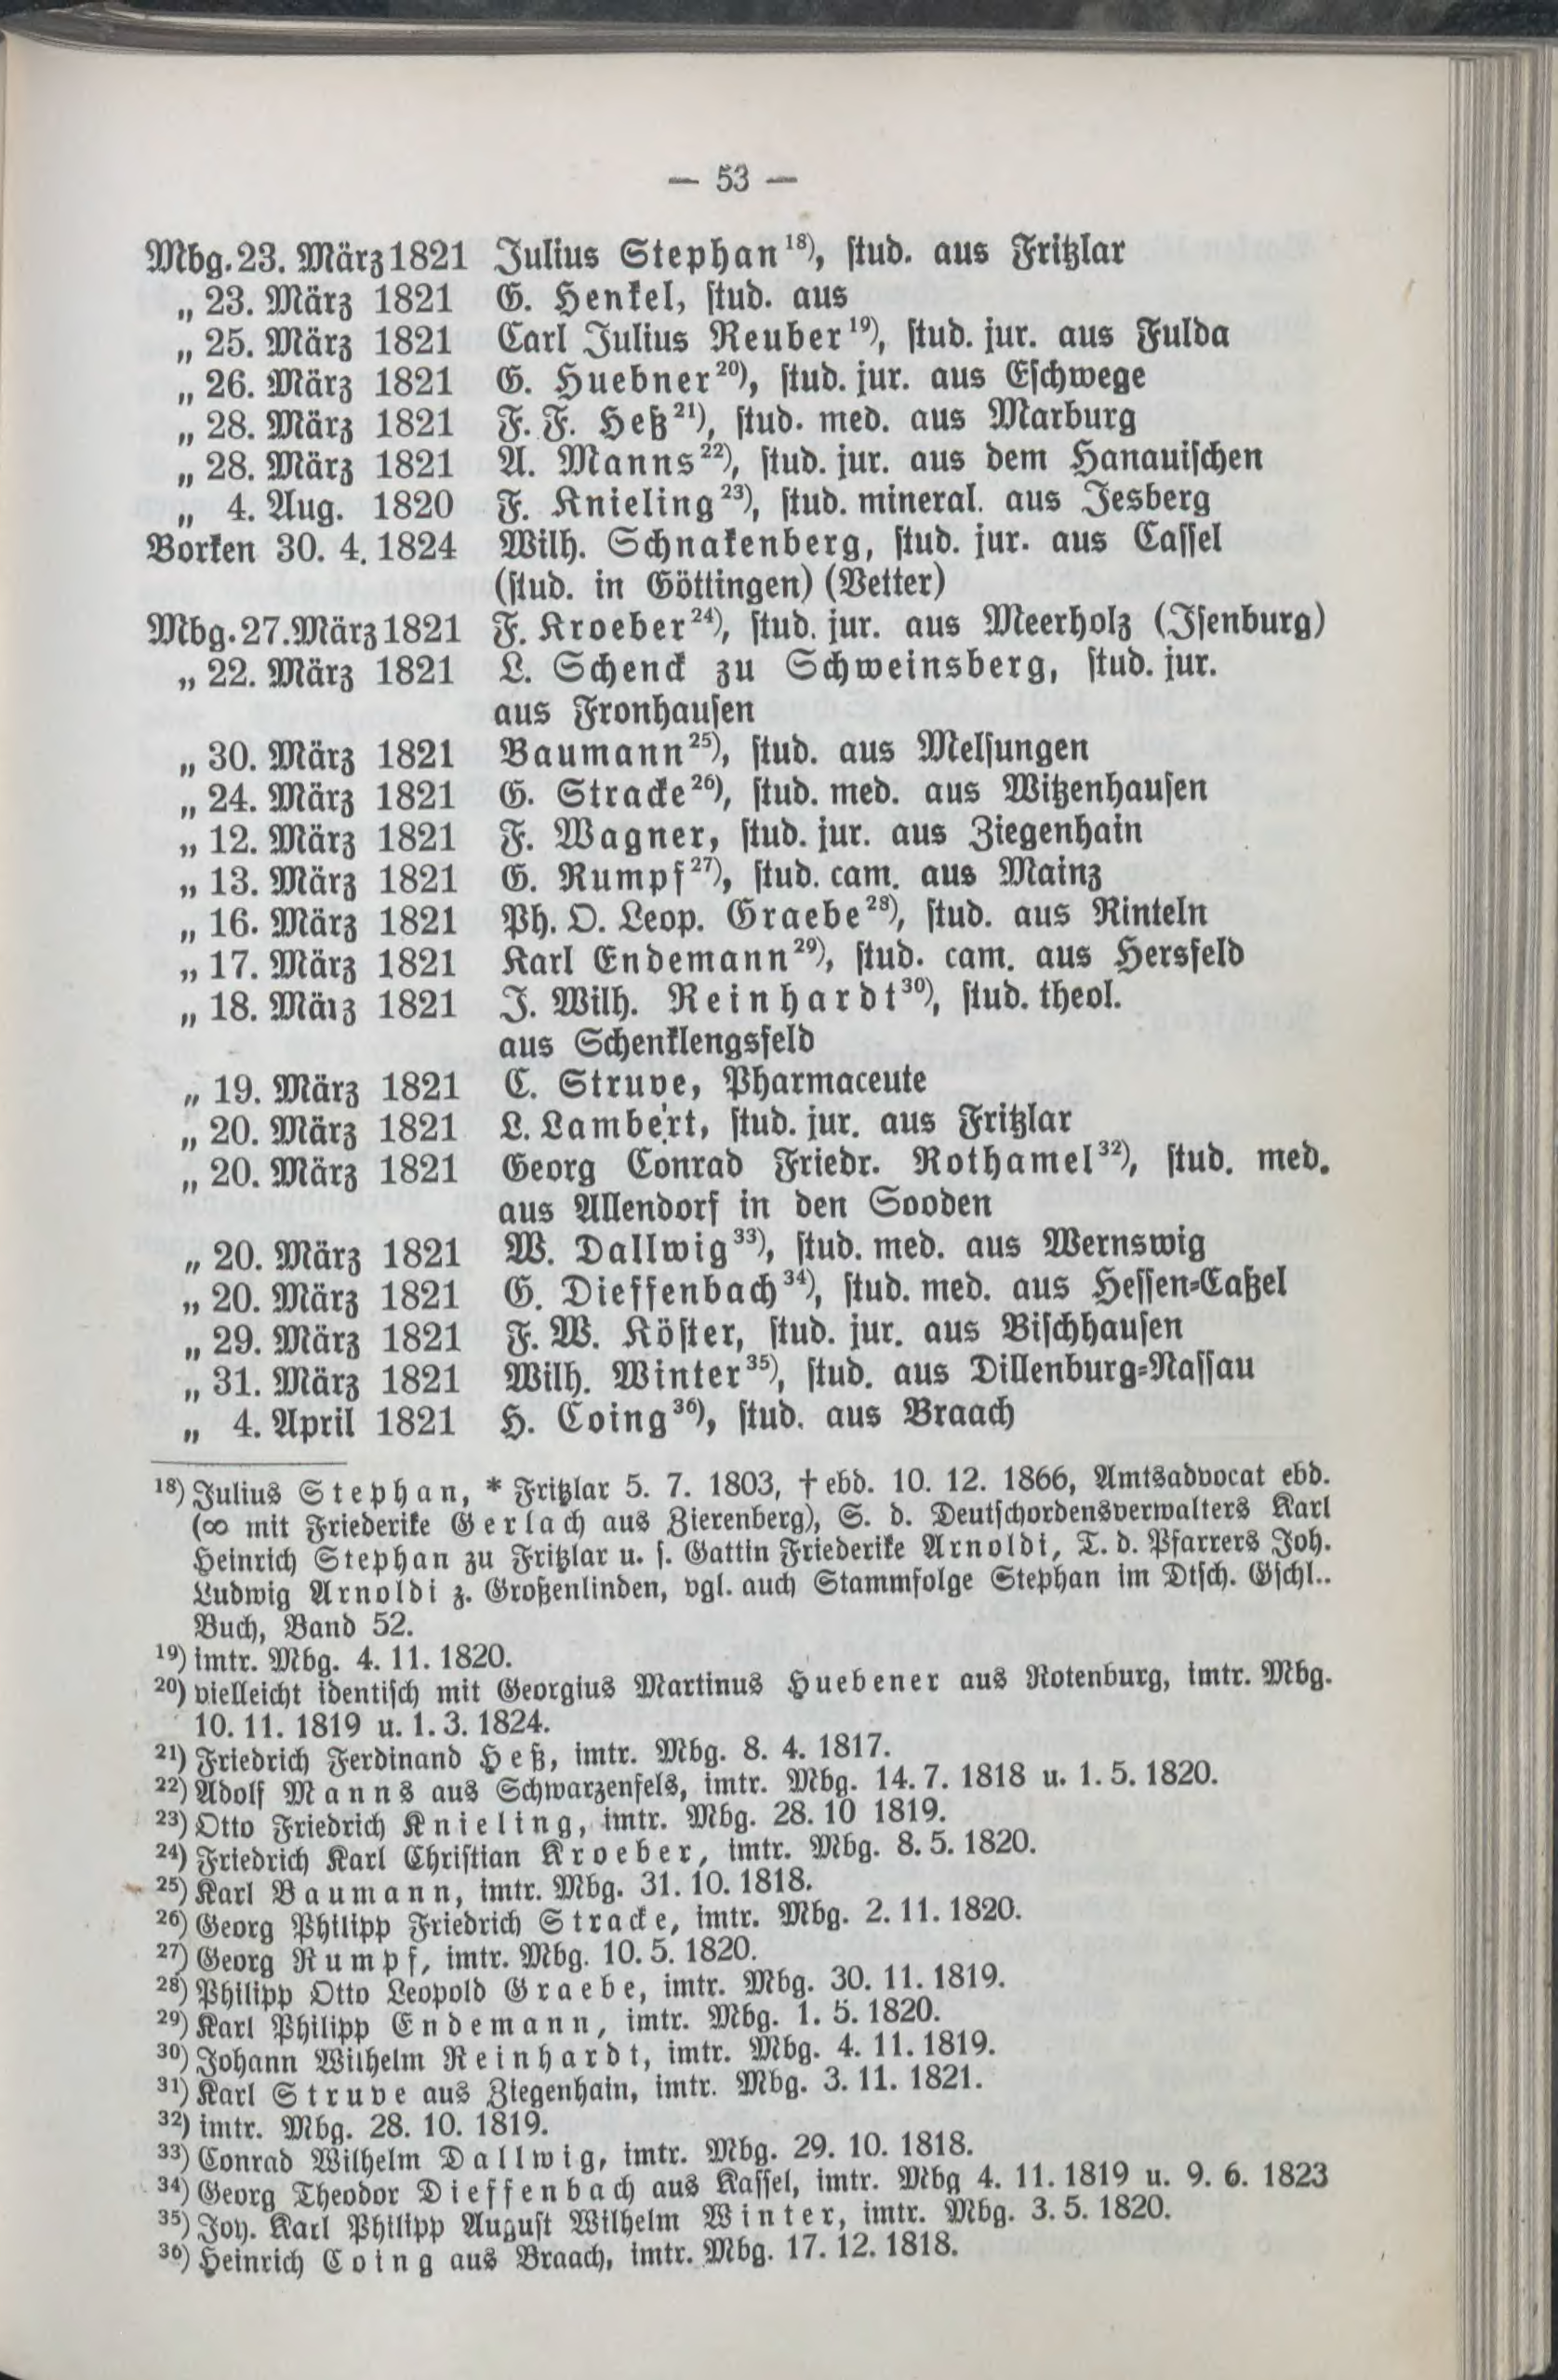 — 53 —
Mbg. 23. März 1821 Julius Stephan¹⁸), stud. aus Fritzlar
„ 23. März 1821 G. Henkel, stud. aus
„ 25. März 1821 Carl Julius Reuber¹⁹), stud. jur. aus Fulda
„ 26. März 1821 G. Huebner²⁰), stud. jur. aus Eschwege
„ 28. März 1821 F. F. Heß²¹), stud. med. aus Marburg
„ 28. März 1821 A. Manns²²), stud. jur. aus dem Hanauischen
„ 4. Aug. 1820 F. Knieling²³), stud. mineral. aus Jesberg
Borken 30. 4. 1824 Wilh. Schnakenberg, stud. jur. aus Cassel
(stud. in Göttingen) (Vetter)
Mbg. 27. März 1821 F. Kroeber²⁴), stud. jur. aus Meerholz (Isenburg)
„ 22. März 1821 L. Schenck zu Schweinsberg, stud. jur.
aus Fronhausen
„ 30. März 1821 Baumann²⁵), stud. aus Melsungen
„ 24. März 1821 G. Stracke²⁶), stud. med. aus Witzenhausen
„ 12. März 1821 F. Wagner, stud. jur. aus Ziegenhain
„ 13. März 1821 G. Rumpf²⁷), stud. cam. aus Mainz
„ 16. März 1821 Ph. O. Leop. Graebe²⁸), stud. aus Rinteln
„ 17. März 1821 Karl Endemann²⁹), stud. cam. aus Hersfeld
„ 18. März 1821 J. Wilh. Reinhardt³⁰), stud. theol.
aus Schenklengsfeld
„ 19. März 1821 C. Struve, Pharmaceute
„ 20. März 1821 L. Lambert, stud. jur. aus Fritzlar
„ 20. März 1821 Georg Conrad Friedr. Rothamel³²), stud. med.
aus Allendorf in den Sooden
„ 20. März 1821 W. Dallwig³³), stud. med. aus Wernswig
„ 20. März 1821 G. Dieffenbach³⁴), stud. med. aus Hessen-Caßel
„ 29. März 1821 F. W. Köster, stud. jur. aus Bischhausen
„ 31. März 1821 Wilh. Winter³⁵), stud. aus Dillenburg-Nassau
„ 4. April 1821 H. Coing³⁶), stud. aus Braach
¹⁸) Julius Stephan, * Fritzlar 5. 7. 1803, † ebd. 10. 12. 1866, Amtsadvocat ebd.
(∞ mit Friederike Gerlach aus Zierenberg), S. d. Deutschordensverwalters Karl
Heinrich Stephan zu Fritzlar u. s. Gattin Friederike Arnoldi, T. d. Pfarrers Joh.
Ludwig Arnoldi z. Großenlinden, vgl. auch Stammfolge Stephan im Dtsch. Gschl..
Buch, Band 52.
¹⁹) imtr. Mbg. 4. 11. 1820.
²⁰) vielleicht identisch mit Georgius Martinus Huebener aus Rotenburg, imtr. Mbg.
10. 11. 1819 u. 1. 3. 1824.
²¹) Friedrich Ferdinand Heß, imtr. Mbg. 8. 4. 1817.
²²) Adolf Manns aus Schwarzenfels, imtr. Mbg. 14. 7. 1818 u. 1. 5. 1820.
²³) Otto Friedrich Knieling, imtr. Mbg. 28. 10 1819.
²⁴) Friedrich Karl Christian Kroeber, imtr. Mbg. 8. 5. 1820.
²⁵) Karl Baumann, imtr. Mbg. 31. 10. 1818.
²⁶) Georg Philipp Friedrich Stracke, imtr. Mbg. 2. 11. 1820.
²⁷) Georg Rumpf, imtr. Mbg. 10. 5. 1820.
²⁸) Philipp Otto Leopold Graebe, imtr. Mbg. 30. 11. 1819.
²⁹) Karl Philipp Endemann, imtr. Mbg. 1. 5. 1820.
³⁰) Johann Wilhelm Reinhardt, imtr. Mbg. 4. 11. 1819.
³¹) Karl Struve aus Ziegenhain, imtr. Mbg. 3. 11. 1821.
³²) imtr. Mbg. 28. 10. 1819.
³³) Conrad Wilhelm Dallwig, imtr. Mbg. 29. 10. 1818.
³⁴) Georg Theodor Dieffenbach aus Kassel, imtr. Mbg 4. 11. 1819 u. 9. 6. 1823
³⁵) Joh. Karl Philipp August Wilhelm Winter, imtr. Mbg. 3. 5. 1820.
³⁶) Heinrich Coing aus Braach, imtr. Mbg. 17. 12. 1818.